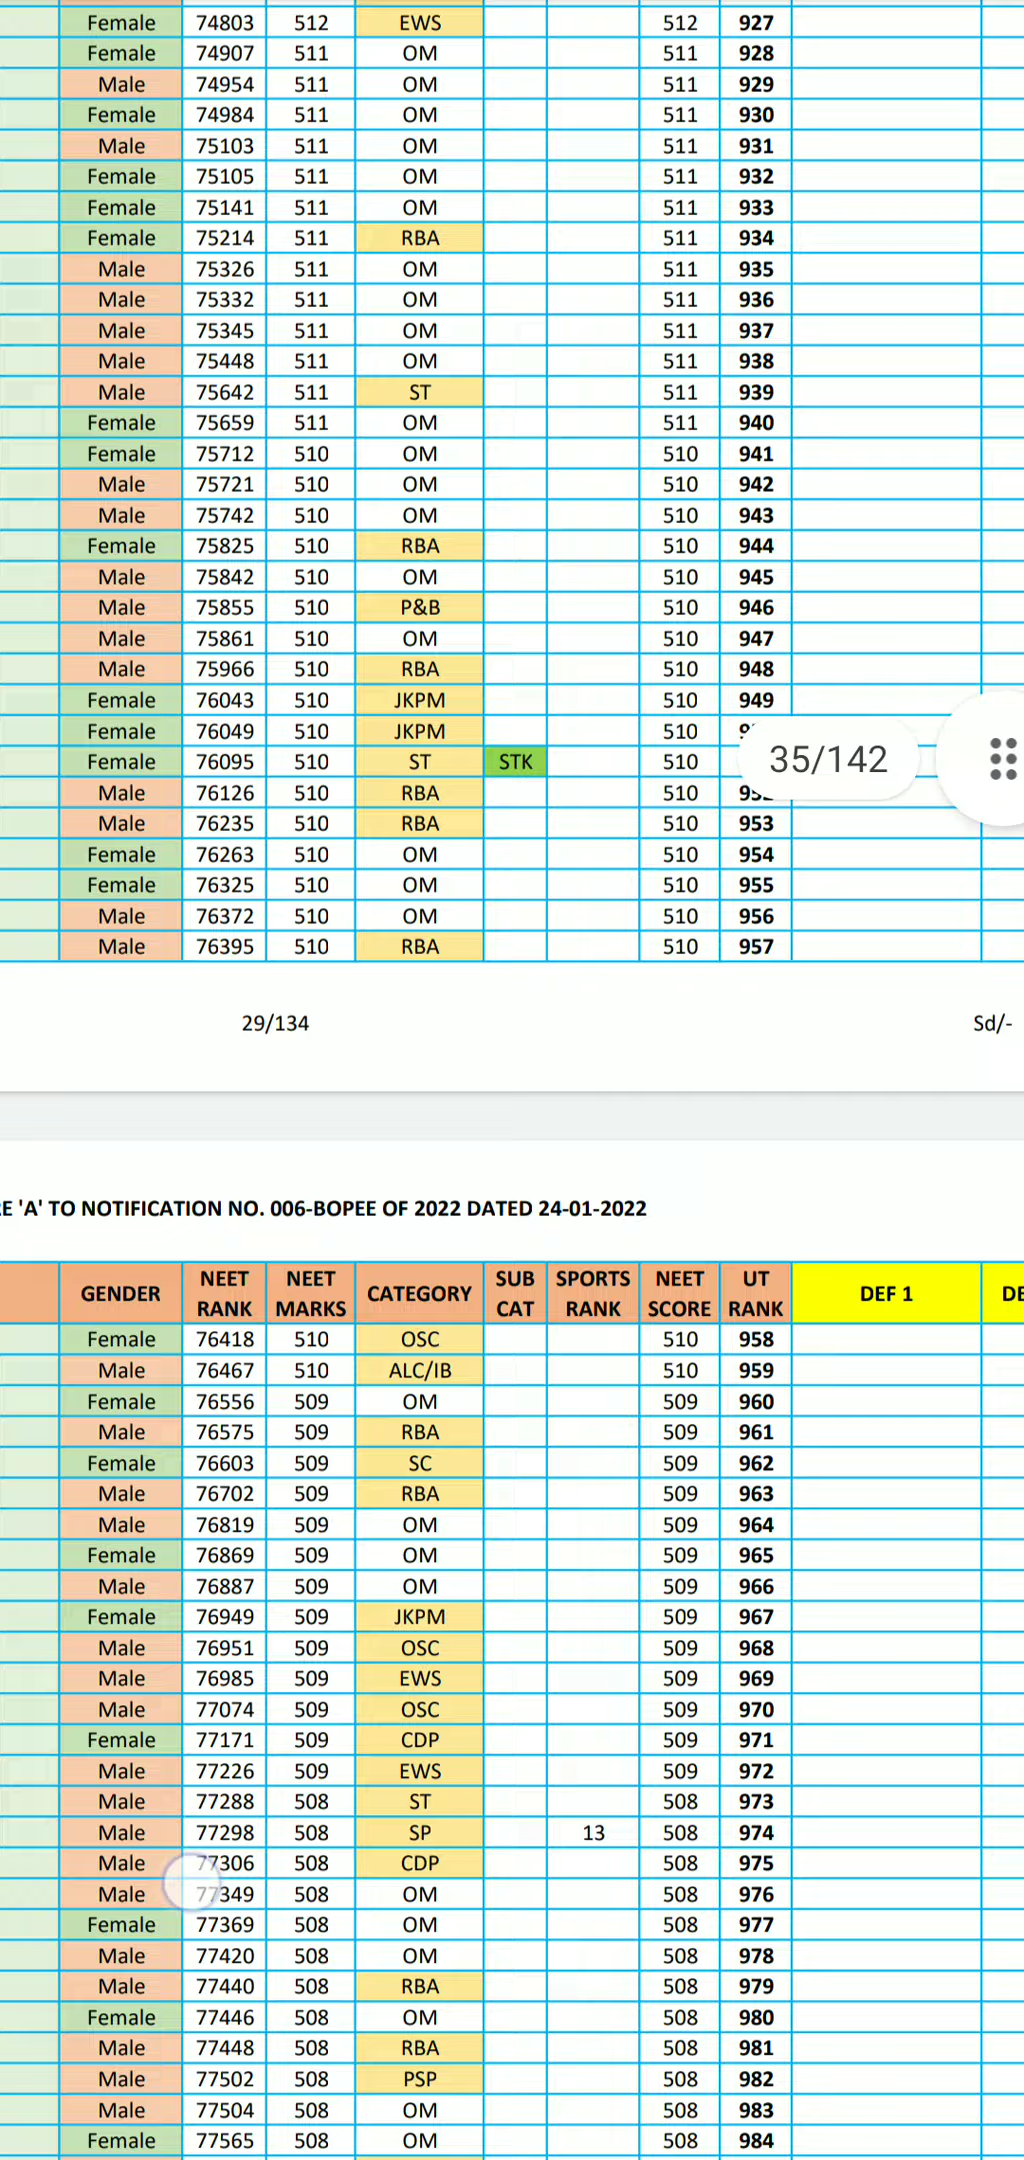 Female 74803 512 EWS 512 927
Female 74907 511 OM 511 928
Male 74954 511 OM 511 929
Female 74984 511 OM 511 930
Male 75103 511 OM 511 931
Female 75105 511 OM 511 932
Female 75141 511 OM 511 933
Female 75214 511 RBA 511 934
Male 75326 511 OM 511 935
Male 75332 511 OM 511 936
Male 75345 511 OM 511 937
Male 75448 511 OM 511 938
Male 75642 511 ST 511 939
Female 75659 511 OM 511 940
Female 75712 510 OM 510 941
Male 75721 510 OM 510 942
Male 75742 510 OM 510 943
Female 75825 510 RBA 510 944
Male 75842 510 OM 510 945
Male 75855 510 P&B 510 946
Male 75861 510 OM 510 947
Male 75966 510 RBA 510 948
Female 76043 510 JKPM 510 949
Female 76049 510 JKPM 510
Female 76095 510 ST STK 510
35/142
Male 76126 510 RBA 510
Male 76235 510 RBA 510 953
Female 76263 510 OM 510 954
Female 76325 510 OM 510 955
Male 76372 510 OM 510 956
Male 76395 510 RBA 510 957
29/134 Sd/-
E 'A' TO NOTIFICATION NO. 006-BOPEE OF 2022 DATED 24-01-2022
GENDER NEET RANK NEET MARKS CATEGORY SUB CAT SPORTS RANK NEET SCORE UT RANK DEF 1 DE
Female 76418 510 OSC 510 958
Male 76467 510 ALC/IB 510 959
Female 76556 509 OM 509 960
Male 76575 509 RBA 509 961
Female 76603 509 SC 509 962
Male 76702 509 RBA 509 963
Male 76819 509 OM 509 964
Female 76869 509 OM 509 965
Male 76887 509 OM 509 966
Female 76949 509 JKPM 509 967
Male 76951 509 OSC 509 968
Male 76985 509 EWS 509 969
Male 77074 509 OSC 509 970
Female 77171 509 CDP 509 971
Male 77226 509 EWS 509 972
Male 77288 508 ST 508 973
Male 77298 508 SP 13 508 974
Male 77306 508 CDP 508 975
Male 77349 508 OM 508 976
Female 77369 508 OM 508 977
Male 77420 508 OM 508 978
Male 77440 508 RBA 508 979
Female 77446 508 OM 508 980
Male 77448 508 RBA 508 981
Male 77502 508 PSP 508 982
Male 77504 508 OM 508 983
Female 77565 508 OM 508 984